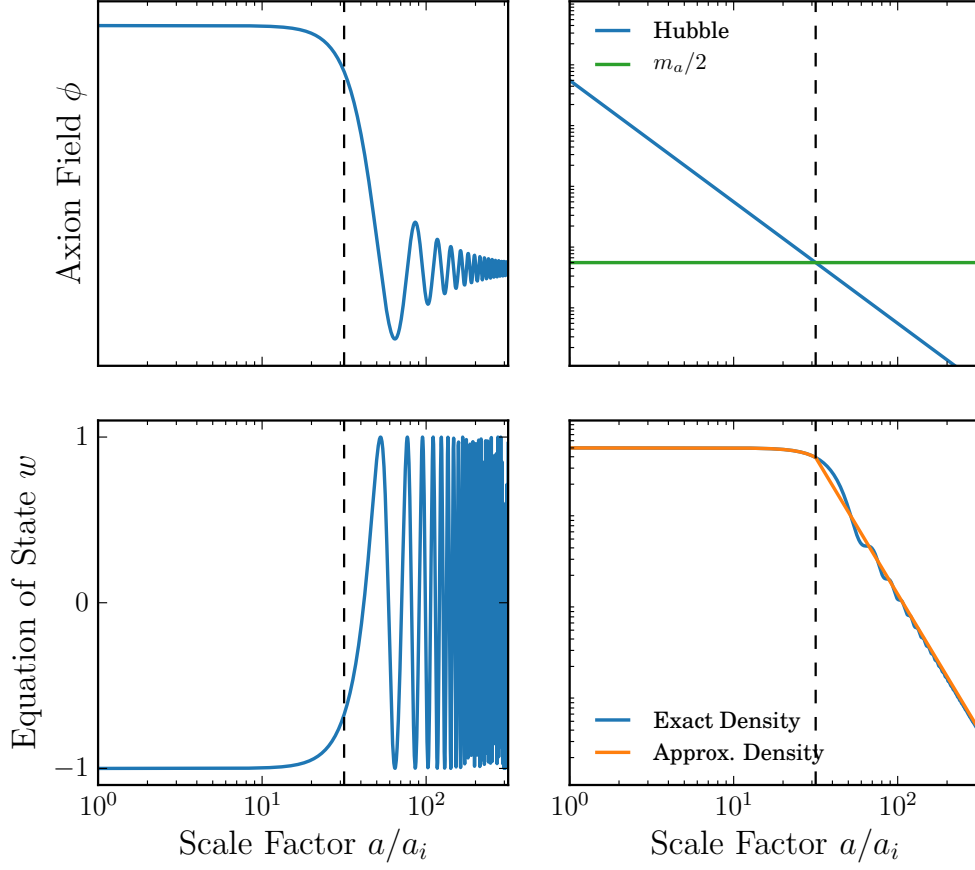 Axion Field $\phi$
Hubble
$m_a/2$
Equation of State $w$
1
0
−1
$10^0$ $10^1$ $10^2$
Scale Factor $a/a_i$
Exact Density
Approx. Density
$10^0$ $10^1$ $10^2$
Scale Factor $a/a_i$